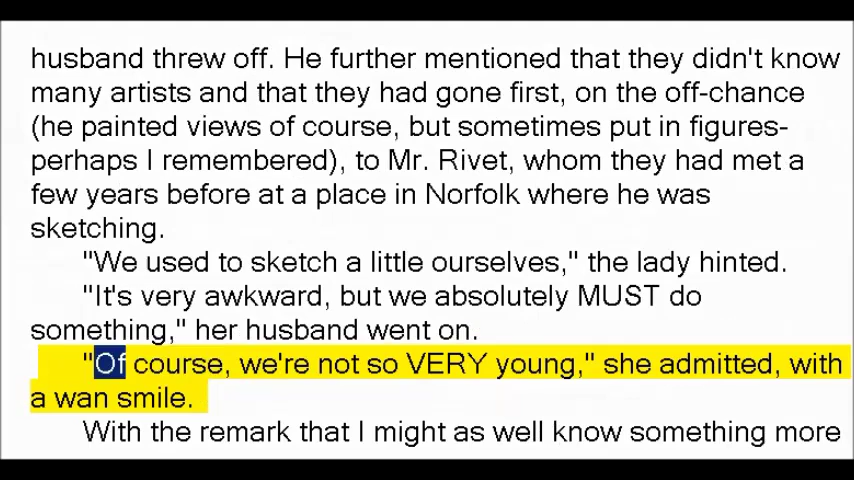 husband threw off. He further mentioned that they didn't know
many artists and that they had gone first, on the off-chance
(he painted views of course, but sometimes put in figures-
perhaps I remembered), to Mr. Rivet, whom they had met a
few years before at a place in Norfolk where he was
sketching.
"We used to sketch a little ourselves," the lady hinted.
"It's very awkward, but we absolutely MUST do
something," her husband went on.
"Of course, we're not so VERY young," she admitted, with
a wan smile.
With the remark that I might as well know something more